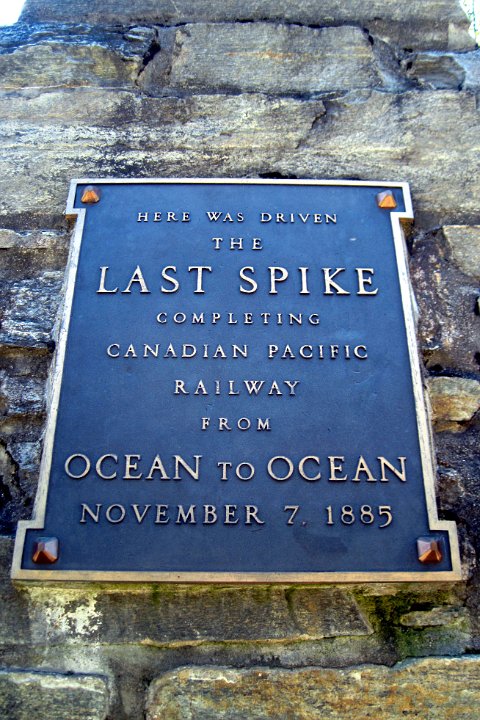 HERE WAS DRIVEN
THE
LAST SPIKE
COMPLETING
CANADIAN PACIFIC
RAILWAY
FROM
OCEAN TO OCEAN
NOVEMBER 7, 1885